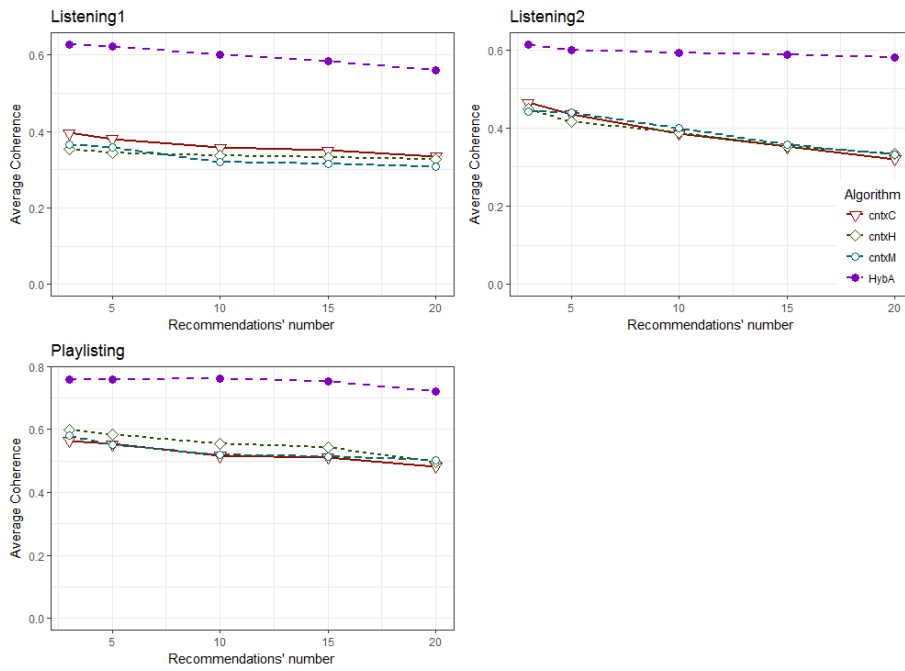 Listening1
Average Coherence
0.6
0.4
0.2
0.0
5 10 15 20
Recommendations' number
Listening2
Average Coherence
0.6
0.4
0.2
0.0
5 10 15 20
Recommendations' number
Algorithm
cntxC
cntxH
cntxM
HybA
Playlisting
Average Coherence
0.8
0.6
0.4
0.2
0.0
5 10 15 20
Recommendations' number